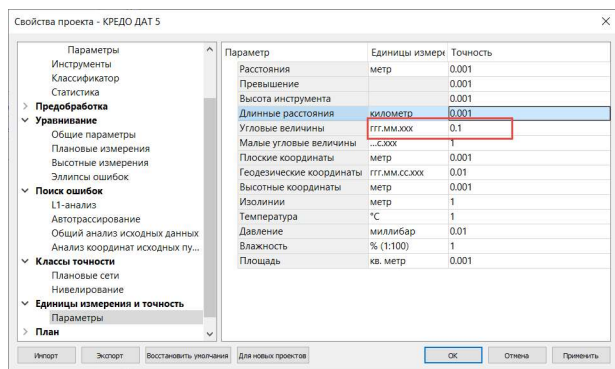 Свойства проекта - КРЕДО ДАТ 5
Параметры
Инструменты
Классификатор
Статистика
Предобработка
Уравнивание
Общие параметры
Плановые измерения
Высотные измерения
Эллипсы ошибок
Поиск ошибок
L1-анализ
Автотрассирование
Общий анализ исходных данных
Анализ координат исходных пу...
Классы точности
Плановые сети
Нивелирование
Единицы измерения и точность
Параметры
План
Параметр Единицы измере Точность
Расстояния метр 0.001
Превышение 0.001
Высота инструмента 0.001
Длинные расстояния километр 0.001
Угловые величины ггг.мм.xxx 0.1
Малые угловые величины ...с.xxx 1
Плоские координаты метр 0.001
Геодезические координаты ггг.мм.сс.xxx 0.01
Высотные координаты метр 0.001
Изолинии метр 1
Температура °C 1
Давление миллибар 0.01
Влажность % (1:100) 1
Площадь кв. метр 0.001
Импорт Экспорт Восстановить умолчания Для новых проектов ОК Отмена Применить